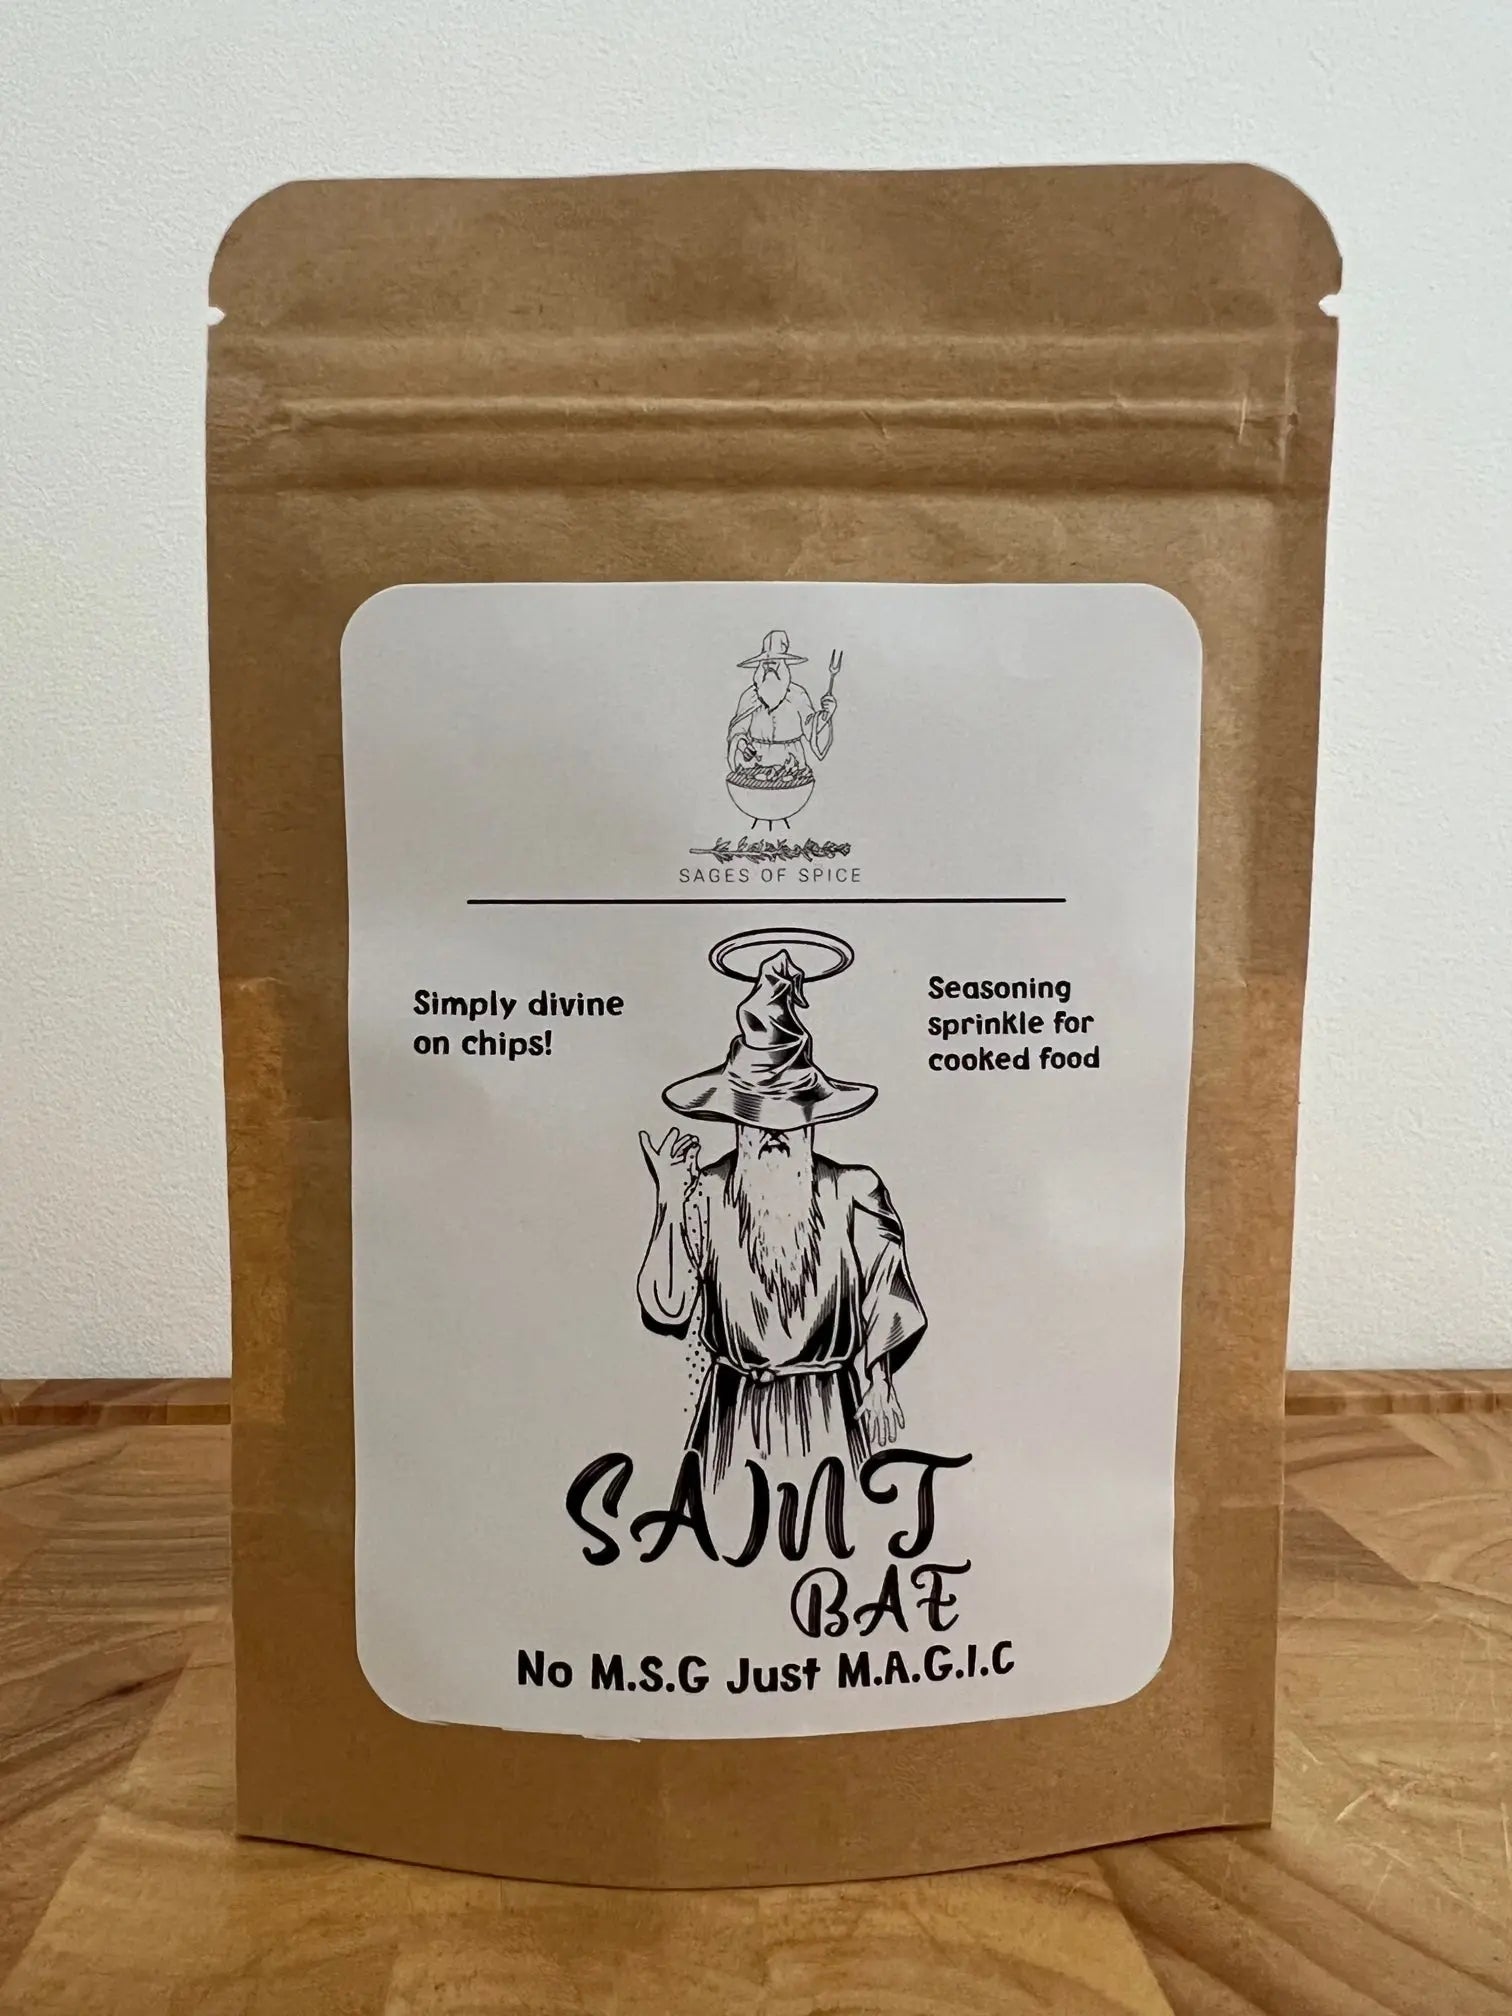 SAGES OF SPICE
Simply divine
on chips!
Seasoning
sprinkle for
cooked food
SAINT
BAE
No M.S.G Just M.A.G.I.C